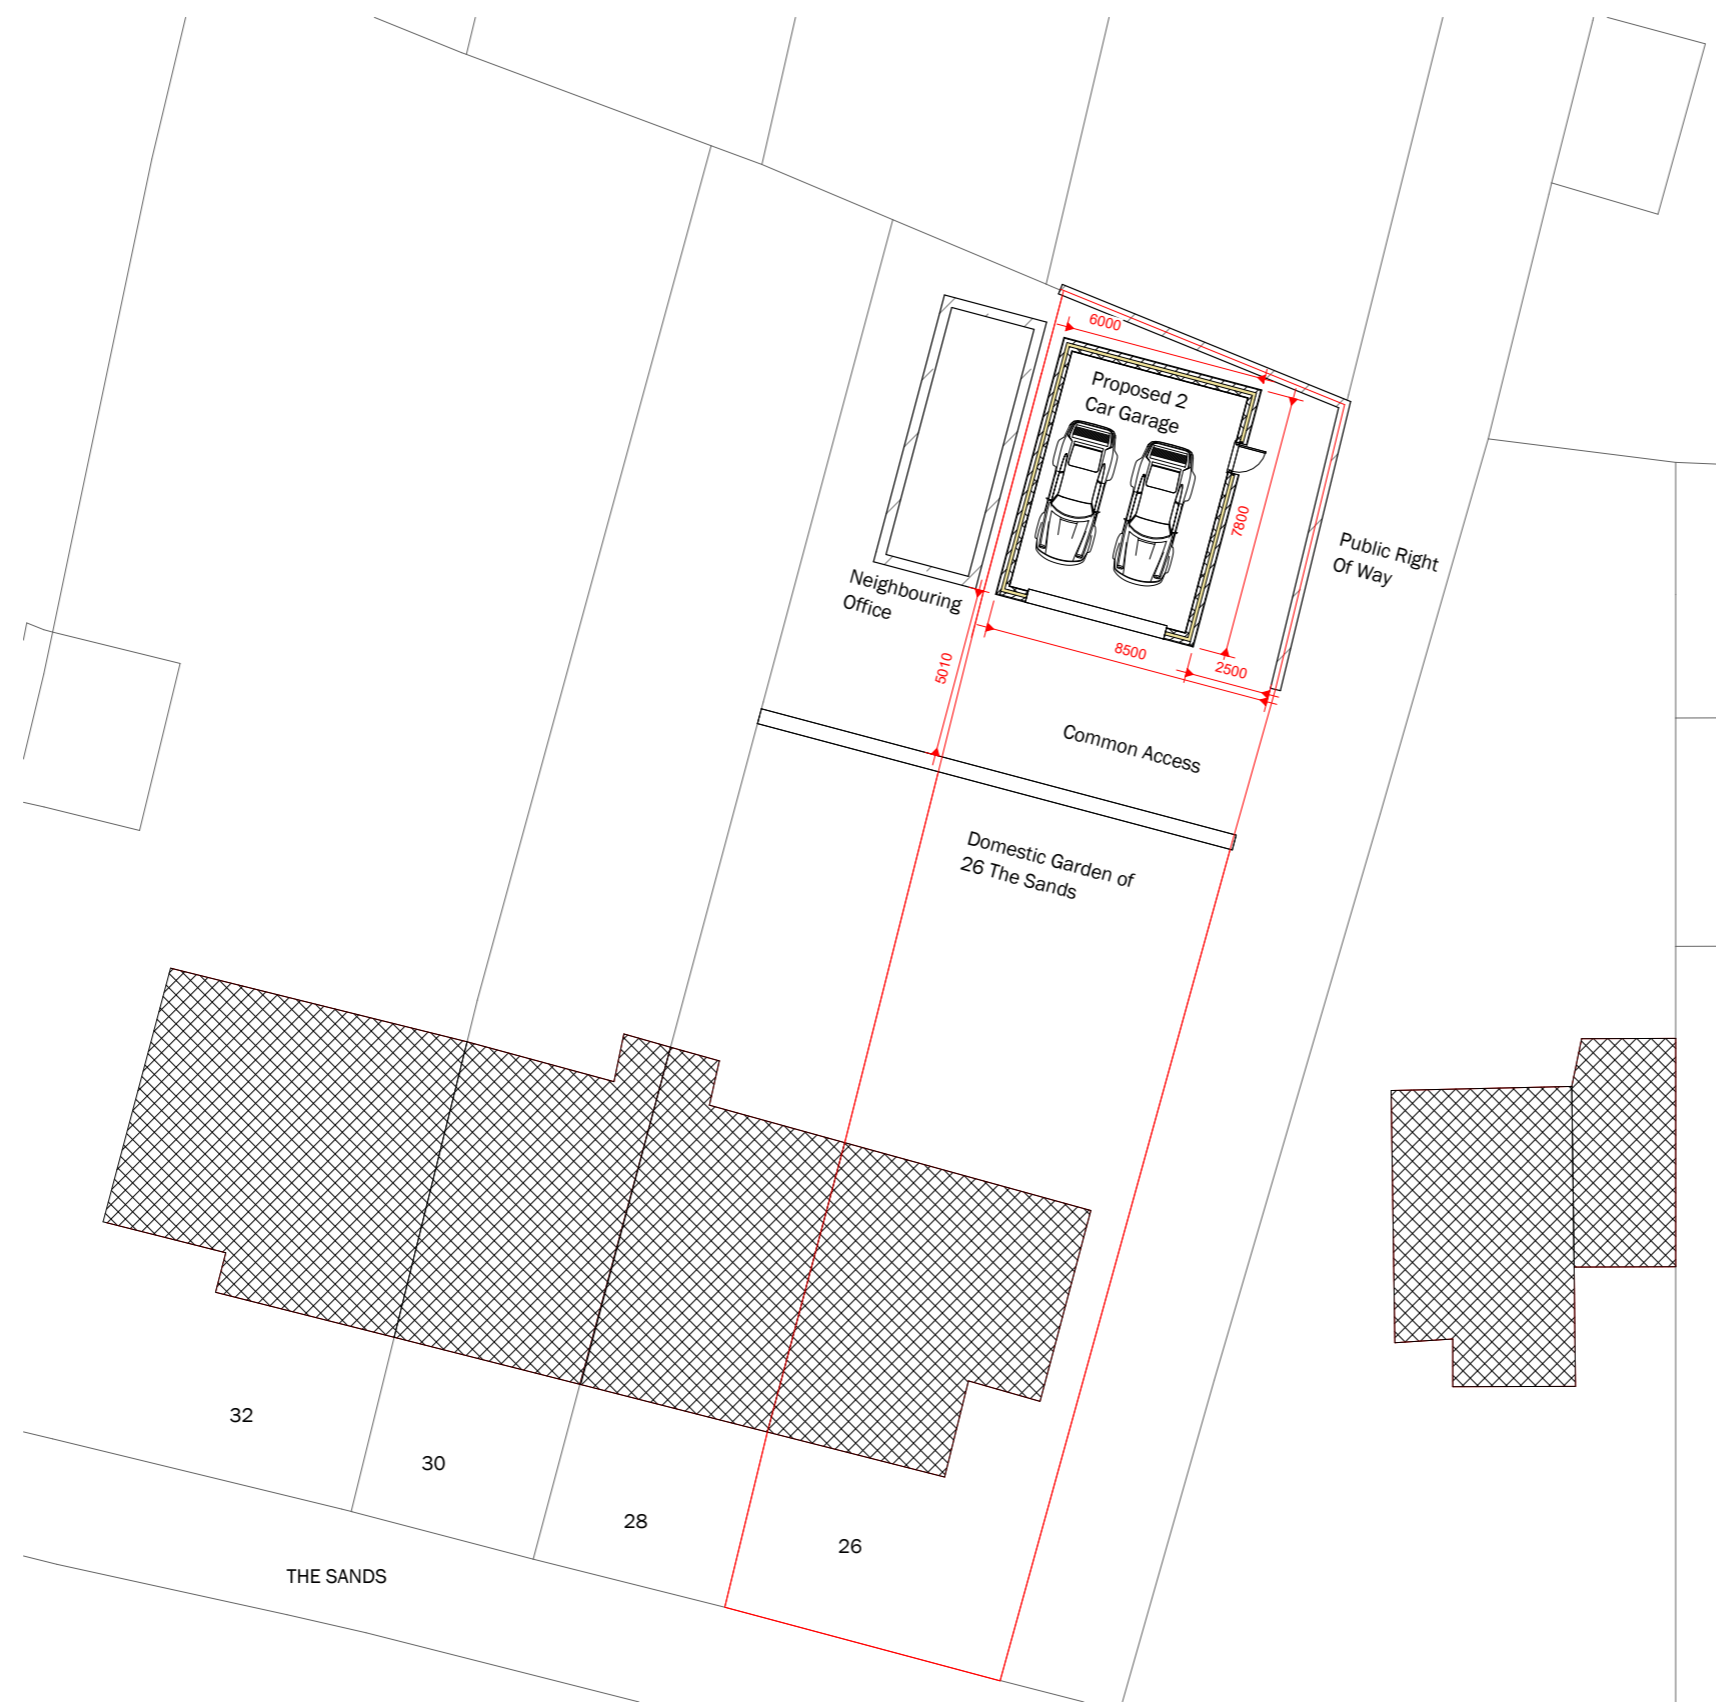 6000
Proposed 2
Car Garage
7800
Public Right
Of Way
Neighbouring
Office
8500
2500
5010
Common Access
Domestic Garden of
26 The Sands
32
30
28
26
THE SANDS